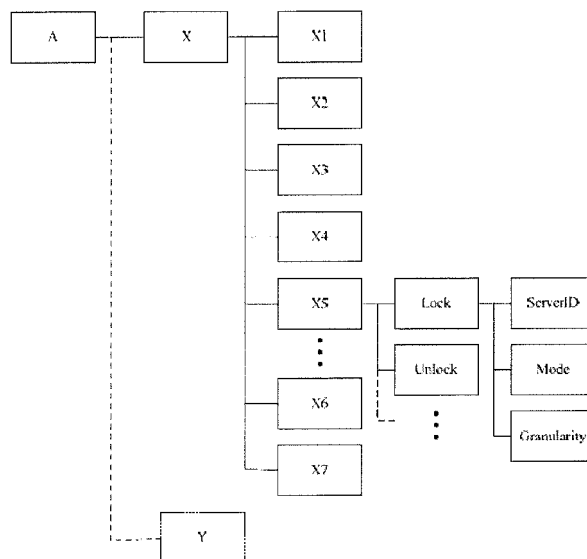 A
X
X1
X2
X3
X4
X5
Lock
ServerID
Unlock
Mode
X6
Granularity
X7
Y